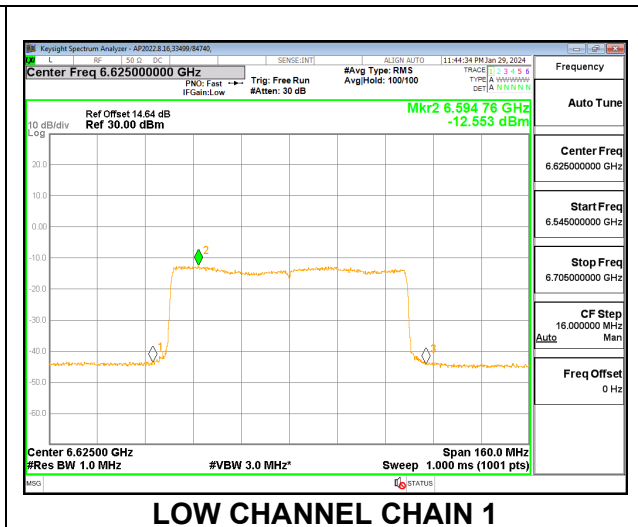 Keysight Spectrum Analyzer - AP2022.8.16,33499/84740,
L RF 50 Ω DC SENSE:INT ALIGN AUTO 11:44:34 PM Jan 29, 2024
Center Freq 6.625000000 GHz #Avg Type: RMS TRACE 1 2 3 4 5 6
PNO: Fast Trig: Free Run Avg|Hold: 100/100 TYPE A WWWWW
IFGain:Low #Atten: 30 dB DET A N N N N N
Ref Offset 14.64 dB Mkr2 6.594 76 GHz
10 dB/div Ref 30.00 dBm -12.553 dBm
Log
20.0
10.0
0.00
-10.0
-20.0
-30.0
-40.0
-50.0
-60.0
1
2
3
Center 6.62500 GHz Span 160.0 MHz
#Res BW 1.0 MHz #VBW 3.0 MHz* Sweep 1.000 ms (1001 pts)
MSG STATUS
Frequency
Auto Tune
Center Freq
6.625000000 GHz
Start Freq
6.545000000 GHz
Stop Freq
6.705000000 GHz
CF Step
16.000000 MHz
Auto Man
Freq Offset
0 Hz
LOW CHANNEL CHAIN 1